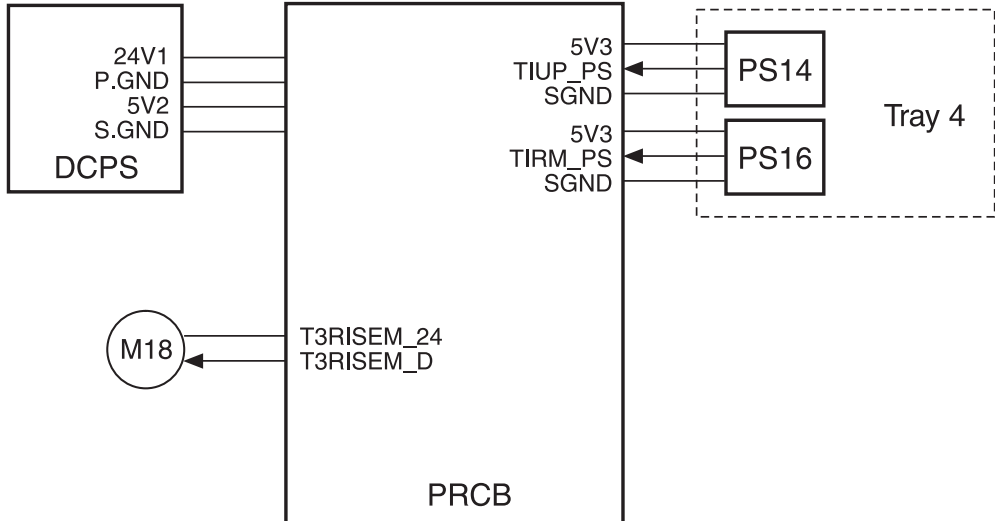 24V1
P.GND
5V2
S.GND
DCPS
5V3
TIUP_PS
SGND
5V3
TIRM_PS
SGND
PS14
PS16
Tray 4
M18
T3RISEM_24
T3RISEM_D
PRCB